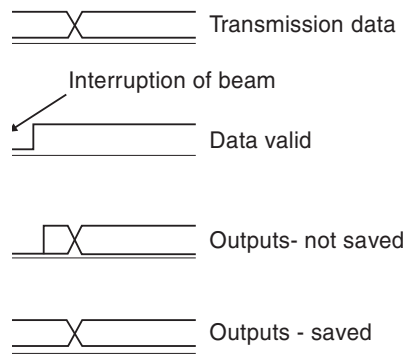 Transmission data
Interruption of beam
Data valid
Outputs- not saved
Outputs - saved